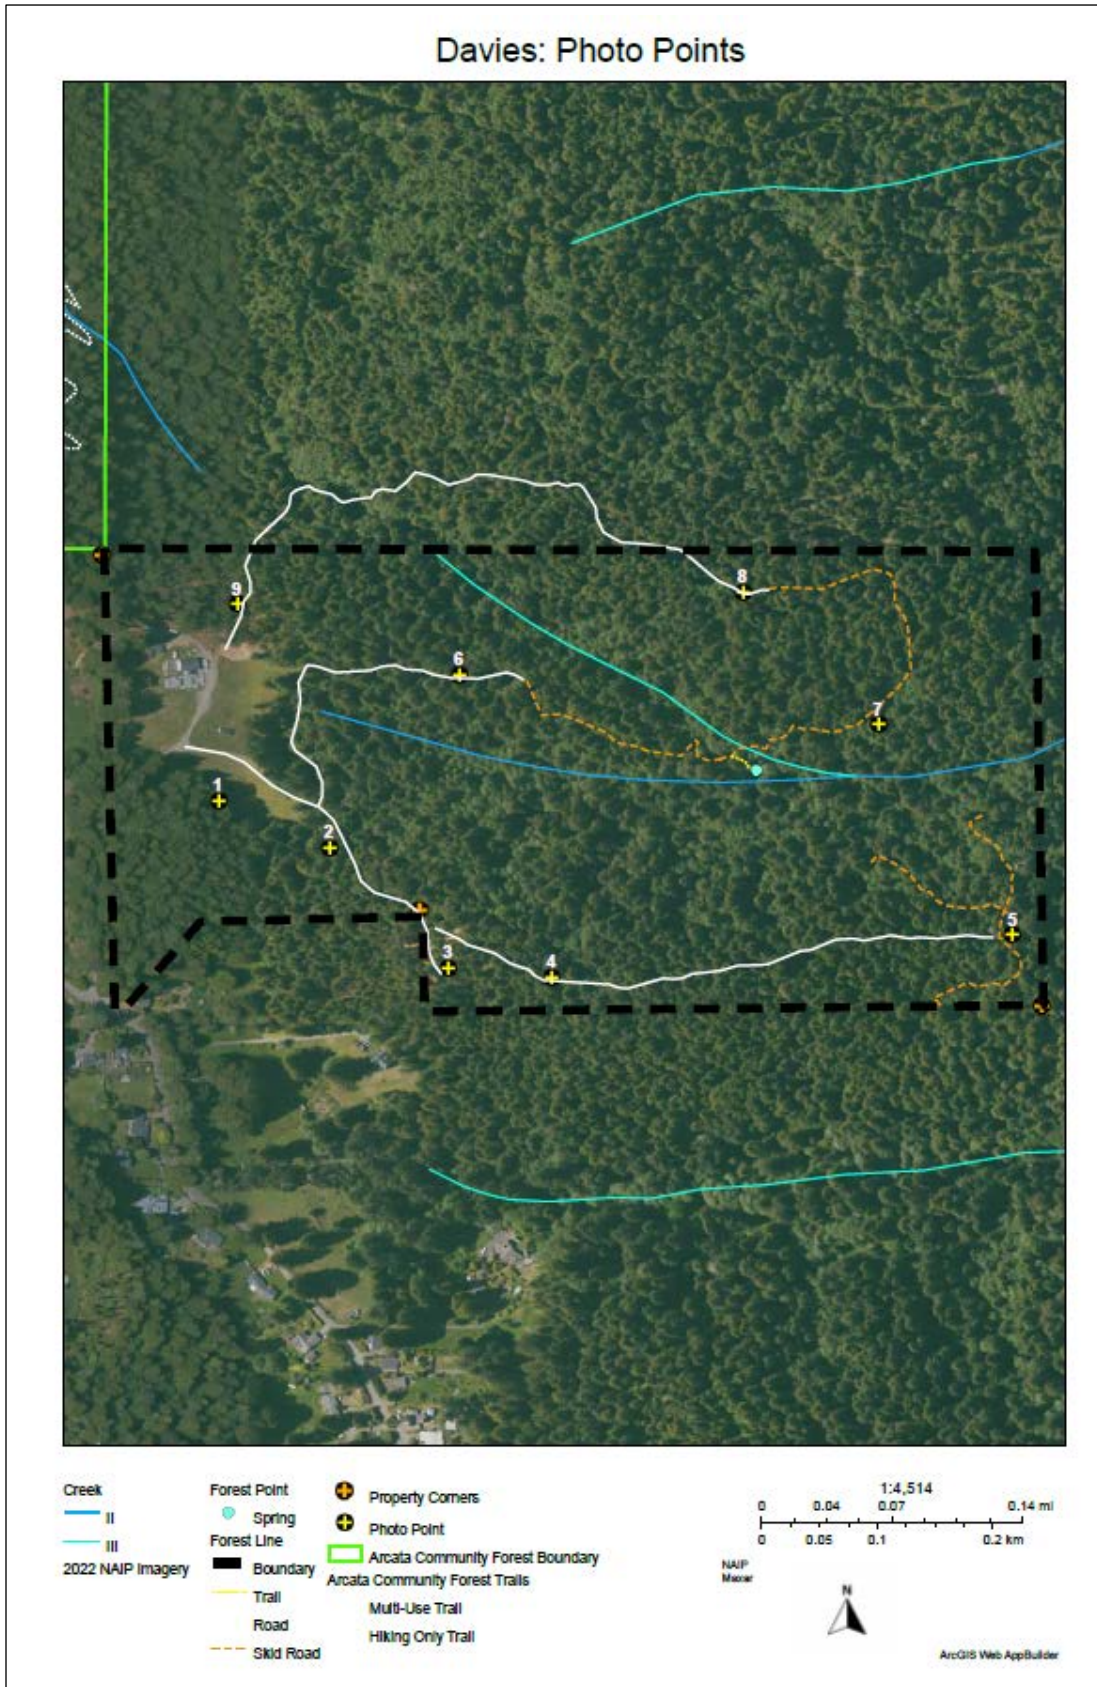 Davies: Photo Points
9
8
6
7
1
2
5
3
4
Creek
II
III
2022 NAIP Imagery
Forest Point
Spring
Forest Line
Boundary
Trail
Road
Skid Road
Property Corners
Photo Point
Arcata Community Forest Boundary
Arcata Community Forest Trails
Multi-Use Trail
Hiking Only Trail
1:4,514
0 0.04 0.07 0.14 mi
0 0.05 0.1 0.2 km
NAIP
Maxar
N
ArcGIS Web AppBuilder